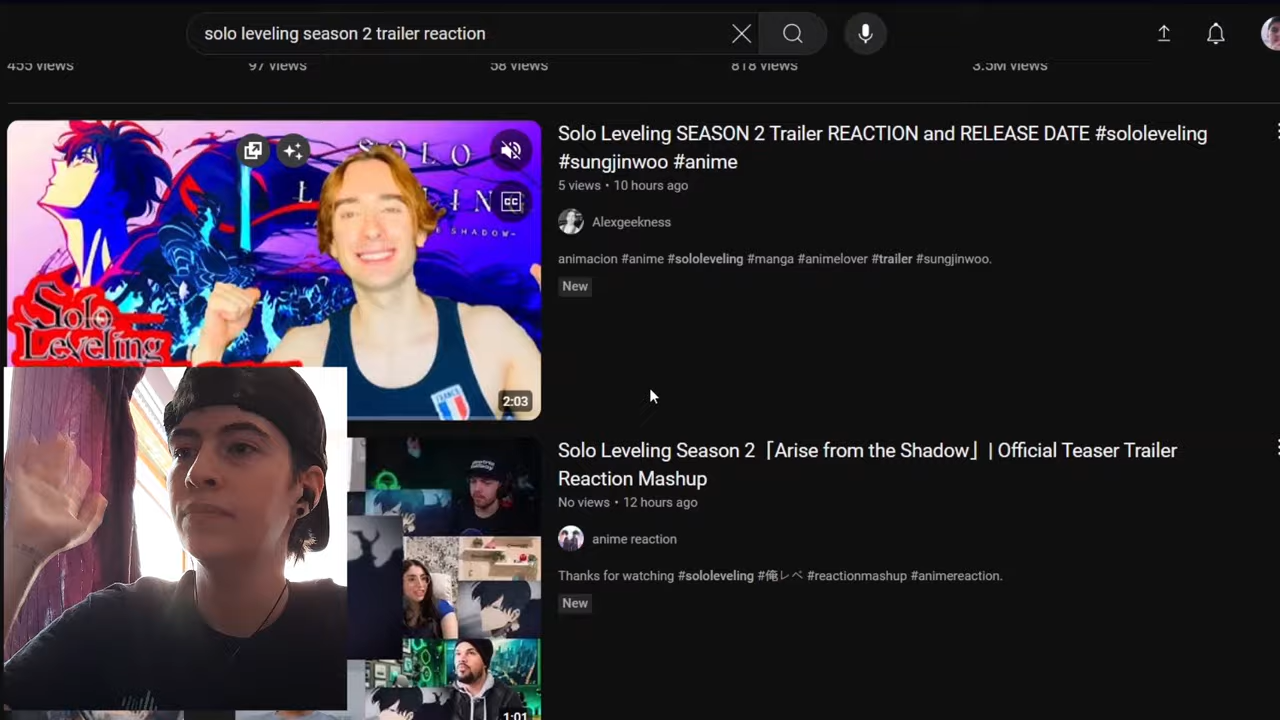 solo leveling season 2 trailer reaction
455 views
97 views
58 views
818 views
3.5M views
SOLO
CC
Solo
Leveling
2:03
Solo Leveling SEASON 2 Trailer REACTION and RELEASE DATE #sololeveling
#sungjinwoo #anime
5 views • 10 hours ago
Alexgeekness
animacion #anime #sololeveling #manga #animelover #trailer #sungjinwoo.
New
Solo Leveling Season 2「Arise from the Shadow」| Official Teaser Trailer
Reaction Mashup
No views • 12 hours ago
anime reaction
Thanks for watching #sololeveling #俺レベ #reactionmashup #animereaction.
New
1:01